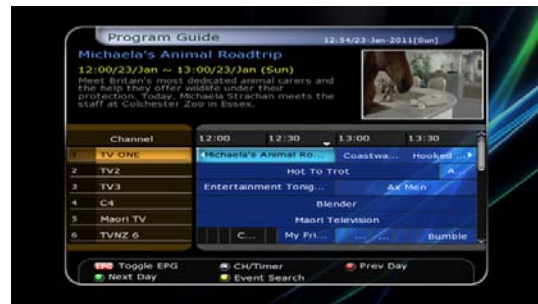 Program Guide
12:54/23-Jan-2011[Sun]
Michaela's Animal Roadtrip
12:00/23/Jan ~ 13:00/23/Jan (Sun)
Meet Britain's most dedicated animal carers and
the help they offer wildlife under their
protection. Today, Michaela Strachan meets the
staff at Colchester Zoo in Essex.
Channel 12:00 12:30 13:00 13:30
1 TV ONE Michaela's Animal Ro... Coastwa... Hooked ...
2 TV2 Hot To Trot A...
3 TV3 Entertainment Tonig... Ax Men
4 C4 Blender
5 Maori TV Maori Television
6 TVNZ 6 C... My Fri... ... ... Bumble
EPG Toggle EPG CH/Timer Prev Day
Next Day Event Search